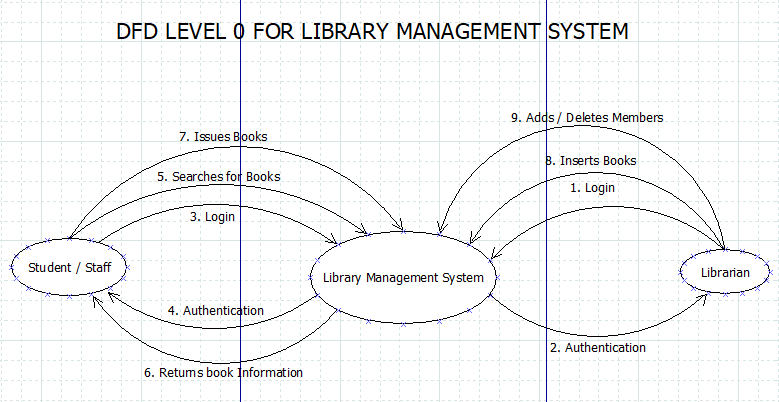 DFD LEVEL 0 FOR LIBRARY MANAGEMENT SYSTEM
9. Adds / Deletes Members
7. Issues Books
8. Inserts Books
5. Searches for Books
1. Login
3. Login
Student / Staff
Library Management System
Librarian
4. Authentication
2. Authentication
6. Returns book Information